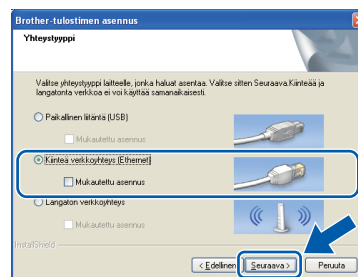 Brother-tulostimen asennus
Yhteystyyppi
Valitse yhteystyyppi laitteelle, jonka haluat asentaa. Valitse sitten Seuraava.Kiinteää ja
langatonta verkkoa ei voi käyttää samanaikaisesti.
Paikallinen liitäntä (USB)
Mukautettu asennus
Kiinteä verkkoyhteys (Ethernet)
Mukautettu asennus
Langaton verkkoyhteys
Mukautettu asennus
InstallShield
< Edellinen
Seuraava >
Peruuta